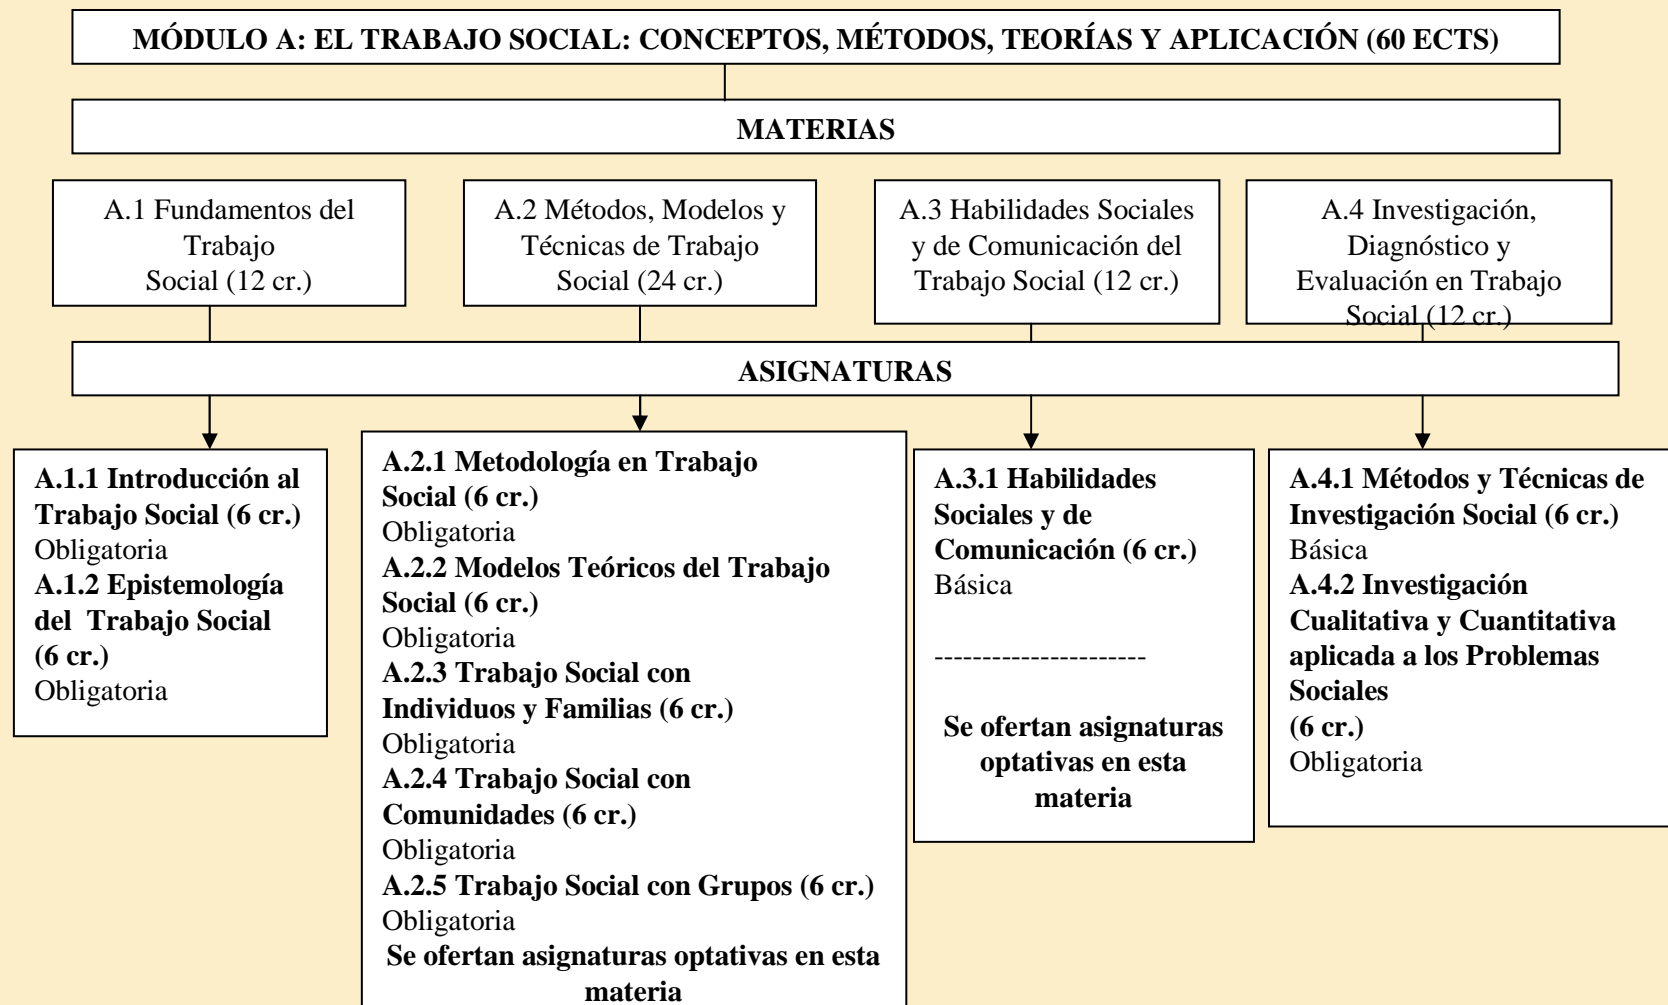 MÓDULO A: EL TRABAJO SOCIAL: CONCEPTOS, MÉTODOS, TEORÍAS Y APLICACIÓN (60 ECTS)
MATERIAS
A.1 Fundamentos del
Trabajo
Social (12 cr.)
A.2 Métodos, Modelos y
Técnicas de Trabajo
Social (24 cr.)
A.3 Habilidades Sociales
y de Comunicación del
Trabajo Social (12 cr.)
A.4 Investigación,
Diagnóstico y
Evaluación en Trabajo
Social (12 cr.)
ASIGNATURAS
A.1.1 Introducción al
Trabajo Social (6 cr.)
Obligatoria
A.1.2 Epistemología
del Trabajo Social
(6 cr.)
Obligatoria
A.2.1 Metodología en Trabajo
Social (6 cr.)
Obligatoria
A.2.2 Modelos Teóricos del Trabajo
Social (6 cr.)
Obligatoria
A.2.3 Trabajo Social con
Individuos y Familias (6 cr.)
Obligatoria
A.2.4 Trabajo Social con
Comunidades (6 cr.)
Obligatoria
A.2.5 Trabajo Social con Grupos (6 cr.)
Obligatoria
Se ofertan asignaturas optativas en esta
materia
A.3.1 Habilidades
Sociales y de
Comunicación (6 cr.)
Básica
----------------------
Se ofertan asignaturas
optativas en esta
materia
A.4.1 Métodos y Técnicas de
Investigación Social (6 cr.)
Básica
A.4.2 Investigación
Cualitativa y Cuantitativa
aplicada a los Problemas
Sociales
(6 cr.)
Obligatoria